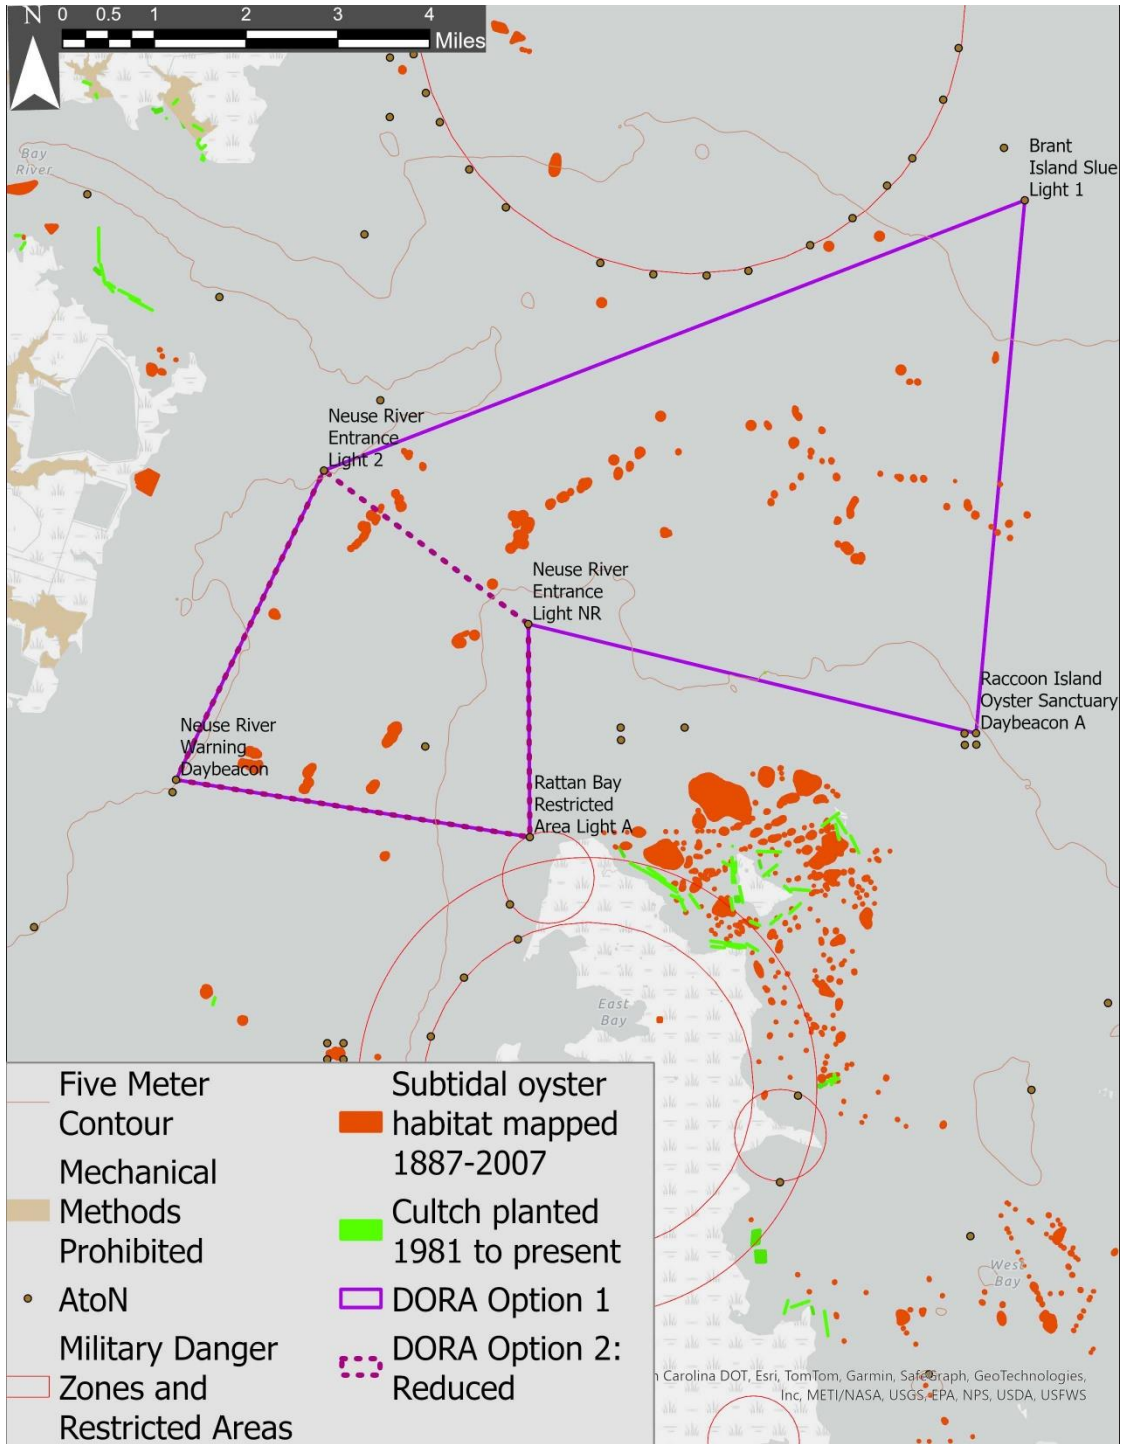 N 0 0.5 1 2 3 4
Miles
Bay
River
Brant
Island Slue
Light 1
Neuse River
Entrance
Light 2
Neuse River
Entrance
Light NR
Raccoon Island
Oyster Sanctuary
Daybeacon A
Neuse River
Warning
Daybeacon
Rattan Bay
Restricted
Area Light A
East
Bay
West
Bay
Five Meter
Contour
Mechanical
Methods
Prohibited
AtoN
Military Danger
Zones and
Restricted Areas
Subtidal oyster
habitat mapped
1887-2007
Cultch planted
1981 to present
DORA Option 1
DORA Option 2:
Reduced
Carolina DOT, Esri, TomTom, Garmin, SafeGraph, GeoTechnologies,
Inc, METI/NASA, USGS, EPA, NPS, USDA, USFWS